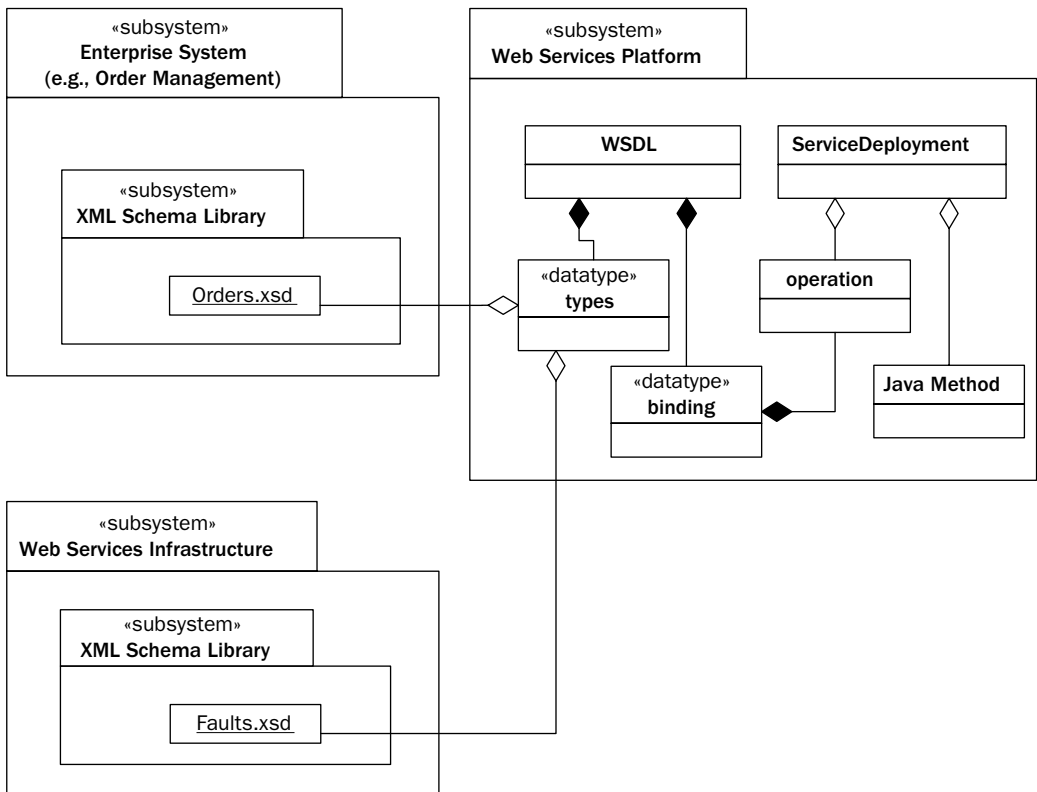 «subsystem»
Enterprise System
(e.g., Order Management)
«subsystem»
XML Schema Library
Orders.xsd
«subsystem»
Web Services Platform
WSDL
ServiceDeployment
«datatype»
types
operation
«datatype»
binding
Java Method
«subsystem»
Web Services Infrastructure
«subsystem»
XML Schema Library
Faults.xsd